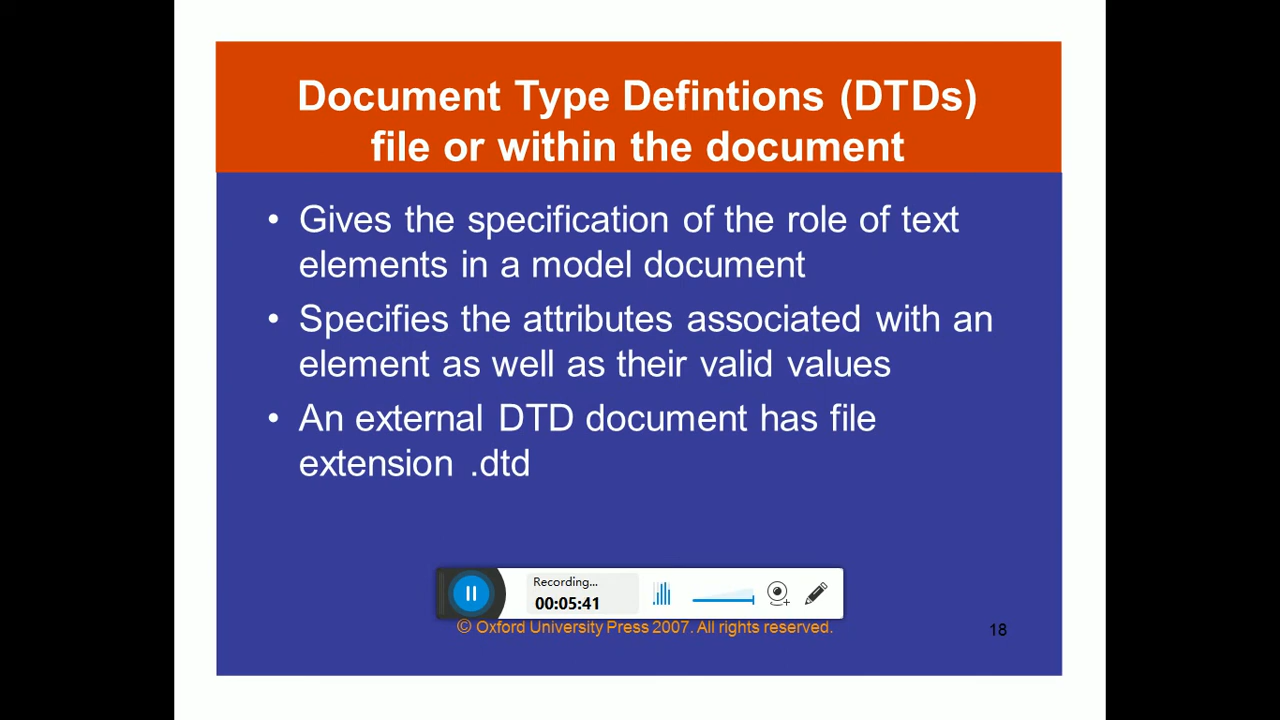 Document Type Defintions (DTDs)
file or within the document
• Gives the specification of the role of text
elements in a model document
• Specifies the attributes associated with an
element as well as their valid values
• An external DTD document has file
extension .dtd
Recording...
00:05:41
© Oxford University Press 2007. All rights reserved.
18